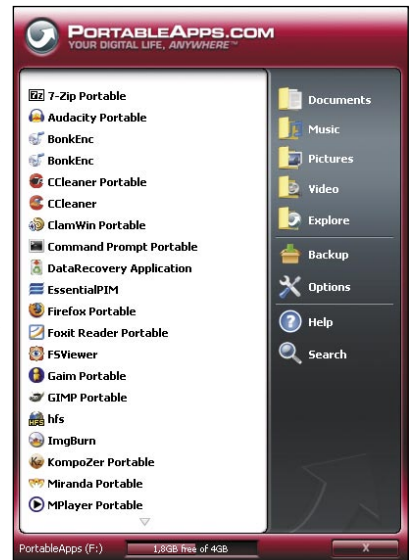 PORTABLEAPPS.COM
YOUR DIGITAL LIFE, ANYWHERE™
7-Zip Portable
Audacity Portable
BonkEnc
BonkEnc
CCleaner Portable
CCleaner
ClamWin Portable
Command Prompt Portable
DataRecovery Application
EssentialPIM
Firefox Portable
Foxit Reader Portable
FSViewer
Gaim Portable
GIMP Portable
hfs
ImgBurn
KompoZer Portable
Miranda Portable
MPlayer Portable
Documents
Music
Pictures
Video
Explore
Backup
Options
Help
Search
PortableApps (F:)
1,8GB free of 4GB
X